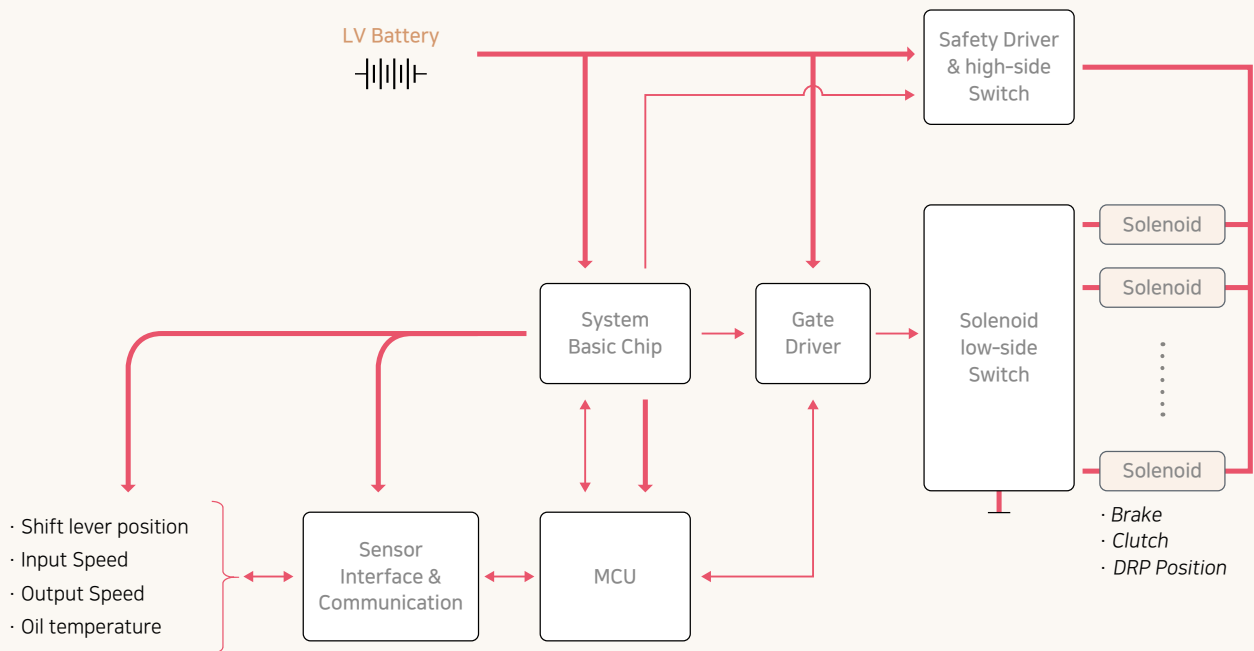 LV Battery
Safety Driver
& high-side
Switch
System
Basic Chip
Gate
Driver
Solenoid
low-side
Switch
Solenoid
Solenoid
Solenoid
· Brake
· Clutch
· DRP Position
· Shift lever position
· Input Speed
· Output Speed
· Oil temperature
Sensor
Interface &
Communication
MCU